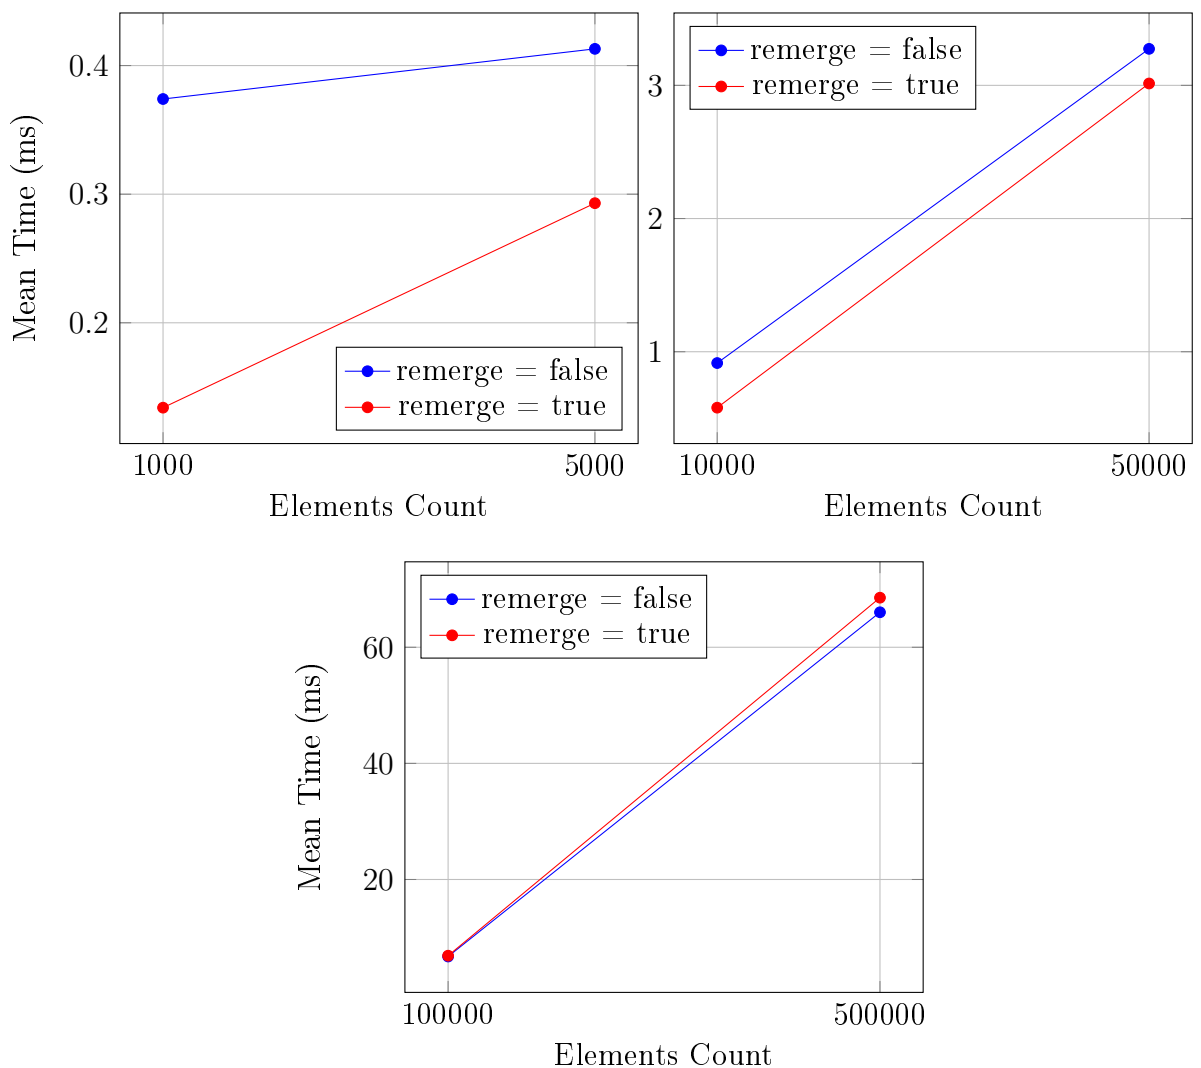 Mean Time (ms)
0.4
0.3
0.2
remerge = false
remerge = true
1000
5000
Elements Count
remerge = false
remerge = true
3
2
1
10000
50000
Elements Count
Mean Time (ms)
remerge = false
remerge = true
60
40
20
100000
500000
Elements Count